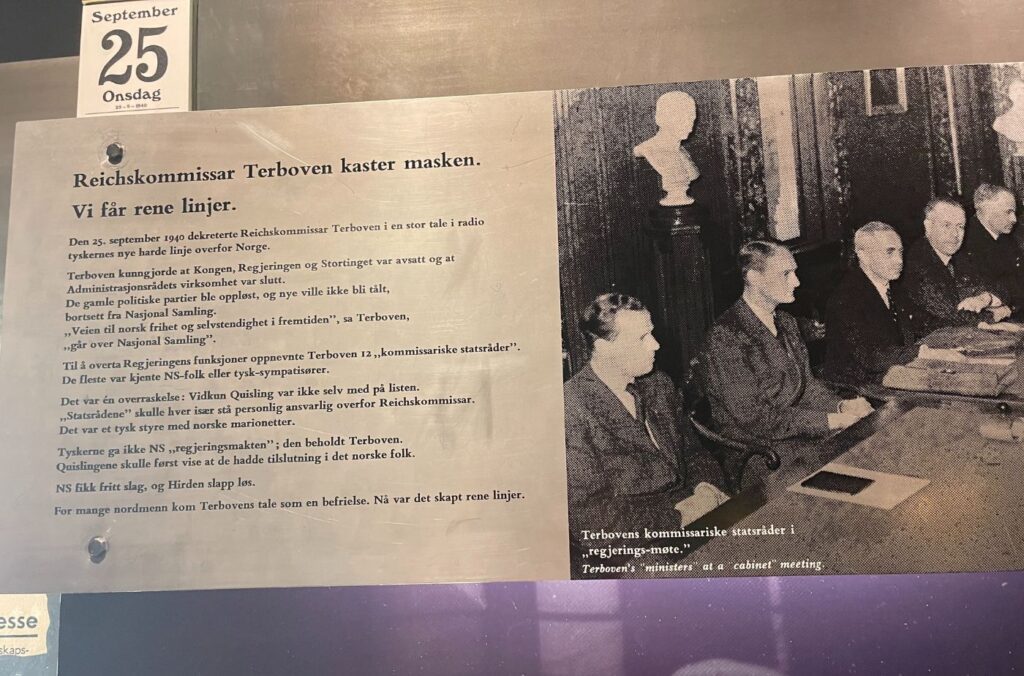 September
25
Onsdag
25 - 9 - 1940
Reichskommissar Terboven kaster masken.
Vi får rene linjer.
Den 25. september 1940 dekreterte Reichskommissar Terboven i en stor tale i radio
tyskernes nye harde linje overfor Norge.
Terboven kunngjorde at Kongen, Regjeringen og Stortinget var avsatt og at
Administrasjonsrådets virksomhet var slutt.
De gamle politiske partier ble oppløst, og nye ville ikke bli tålt,
bortsett fra Nasjonal Samling.
„Veien til norsk frihet og selvstendighet i fremtiden”, sa Terboven,
„går over Nasjonal Samling”.
Til å overta Regjeringens funksjoner oppnevnte Terboven 12 „kommissariske statsråder”.
De fleste var kjente NS-folk eller tysk-sympatisører.
Det var én overraskelse: Vidkun Quisling var ikke selv med på listen.
„Statsrådene” skulle hver især stå personlig ansvarlig overfor Reichskommissar.
Det var et tysk styre med norske marionetter.
Tyskerne ga ikke NS „regjeringsmakten”; den beholdt Terboven.
Quislingene skulle først vise at de hadde tilslutning i det norske folk.
NS fikk fritt slag, og Hirden slapp løs.
For mange nordmenn kom Terbovens tale som en befrielse. Nå var det skapt rene linjer.
Terbovens kommissariske statsråder i
„regjerings-møte.”
Terboven's "ministers" at a "cabinet" meeting.
esse
skaps-